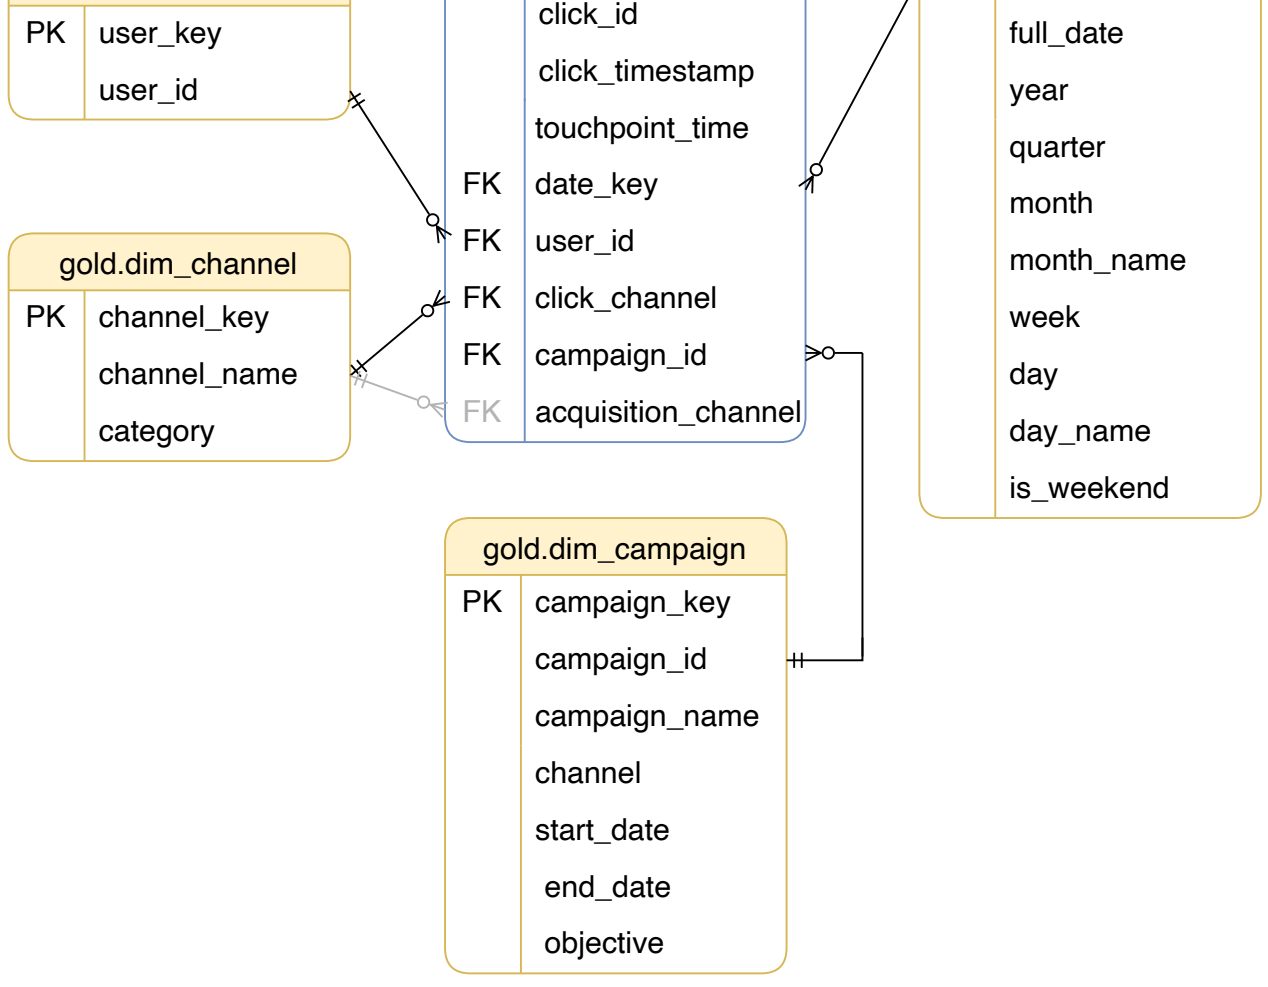 PK user_key
user_id
gold.dim_channel
PK channel_key
channel_name
category
click_id
click_timestamp
touchpoint_time
FK date_key
FK user_id
FK click_channel
FK campaign_id
FK acquisition_channel
gold.dim_campaign
PK campaign_key
campaign_id
campaign_name
channel
start_date
end_date
objective
full_date
year
quarter
month
month_name
week
day
day_name
is_weekend